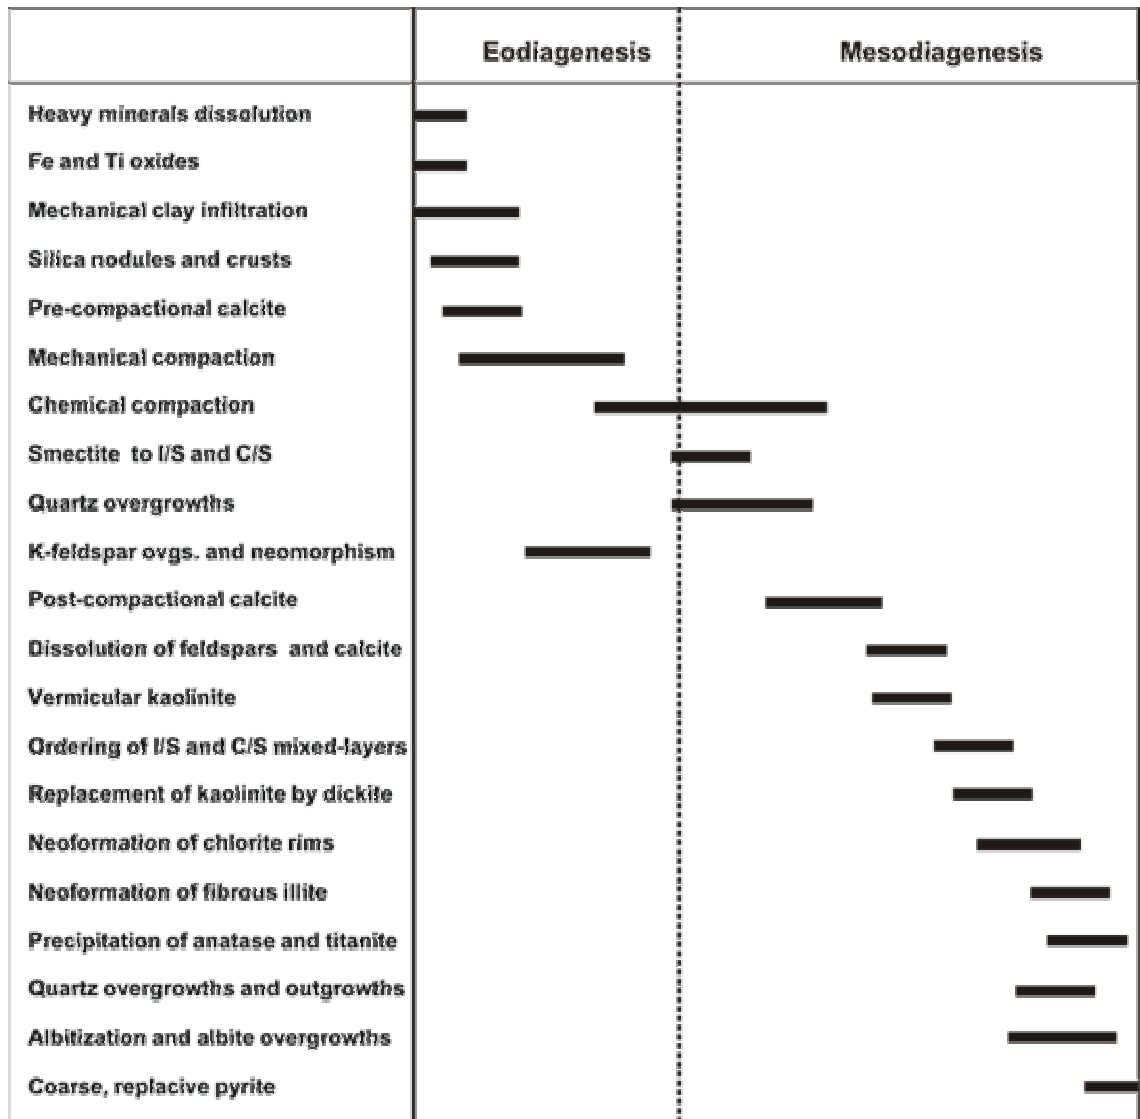 Eodiagenesis Mesodiagenesis
Heavy minerals dissolution
Fe and Ti oxides
Mechanical clay infiltration
Silica nodules and crusts
Pre-compactional calcite
Mechanical compaction
Chemical compaction
Smectite to I/S and C/S
Quartz overgrowths
K-feldspar ovgs. and neomorphism
Post-compactional calcite
Dissolution of feldspars and calcite
Vermicular kaolinite
Ordering of I/S and C/S mixed-layers
Replacement of kaolinite by dickite
Neoformation of chlorite rims
Neoformation of fibrous illite
Precipitation of anatase and titanite
Quartz overgrowths and outgrowths
Albitization and albite overgrowths
Coarse, replacive pyrite